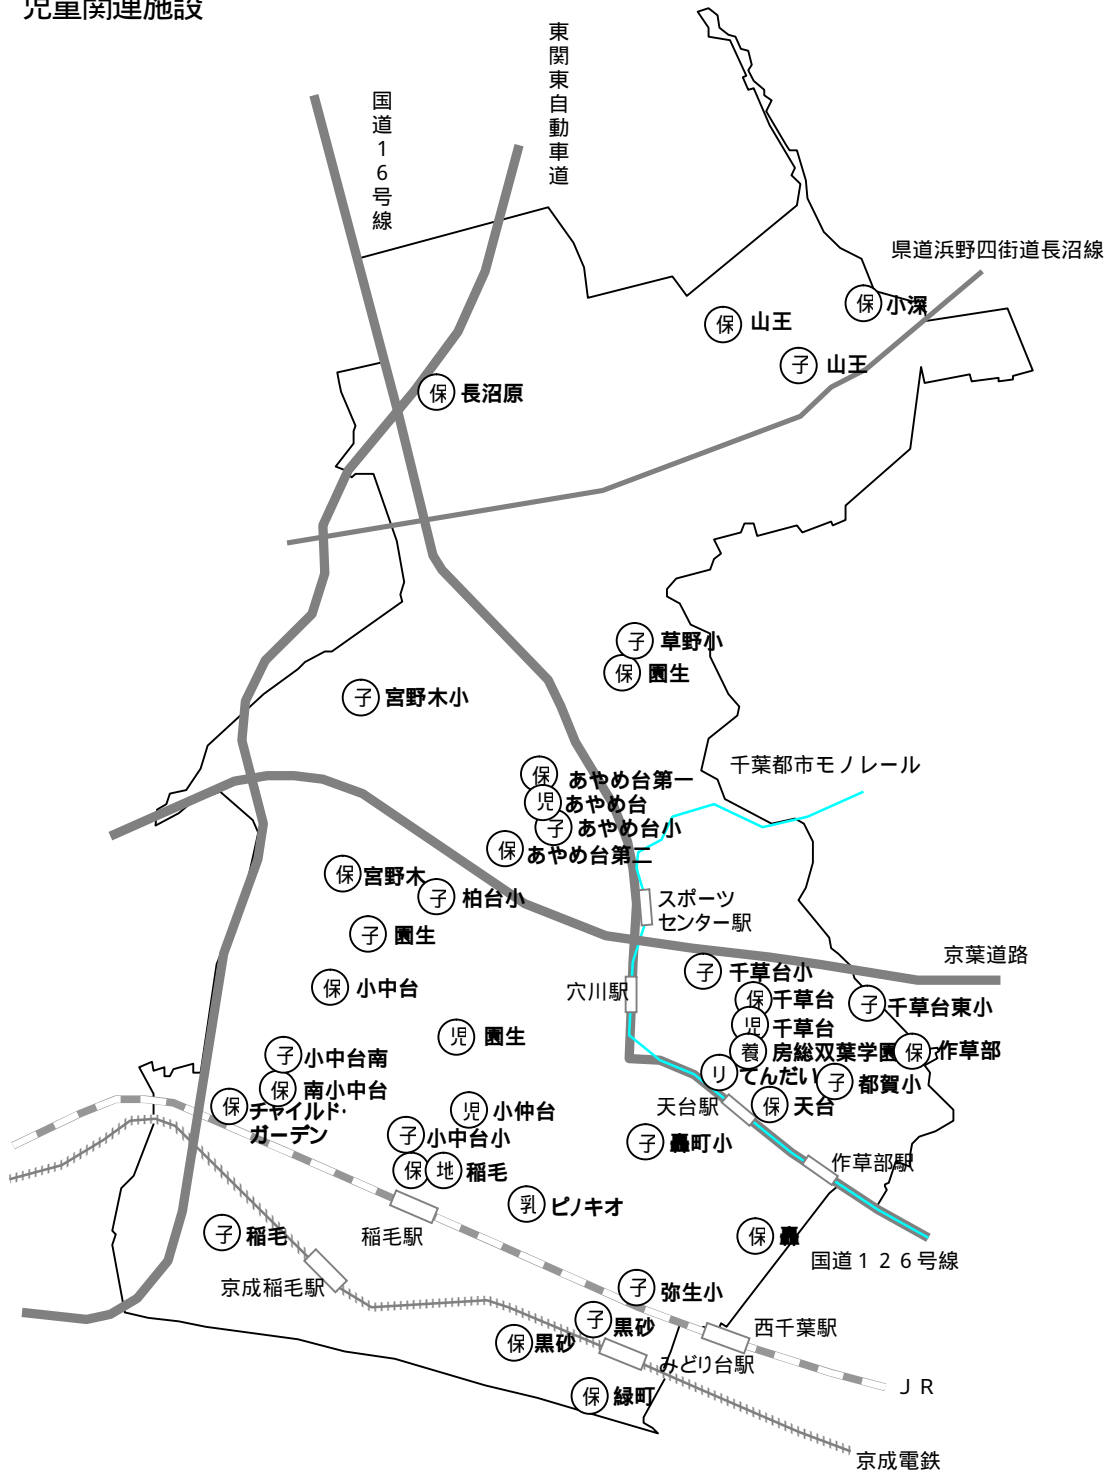 児童関連施設
東関東自動車道
国道16号線
県道浜野四街道長沼線
保 小深
保 山王
子 山王
保 長沼原
子 草野小
保 園生
子 宮野木小
千葉都市モノレール
保 あやめ台第一
児 あやめ台
子 あやめ台小
保 あやめ台第二
保 宮野木
子 柏台小
スポーツ
センター駅
子 園生
京葉道路
子 千草台小
保 小中台
穴川駅
保 千草台
子 千草台東小
児 千草台
児 園生
養 房総双葉学園
保 作草部
子 小中台南
リ てんだい
子 都賀小
保 南小中台
保 チャイルド・
ガーデン
天台駅
保 天台
児 小仲台
子 小中台小
子 轟町小
作草部駅
保 地 稲毛
乳 ピノキオ
子 稲毛
稲毛駅
保 轟
国道126号線
京成稲毛駅
子 弥生小
子 黒砂
西千葉駅
保 黒砂
みどり台駅
保 緑町
JR
京成電鉄